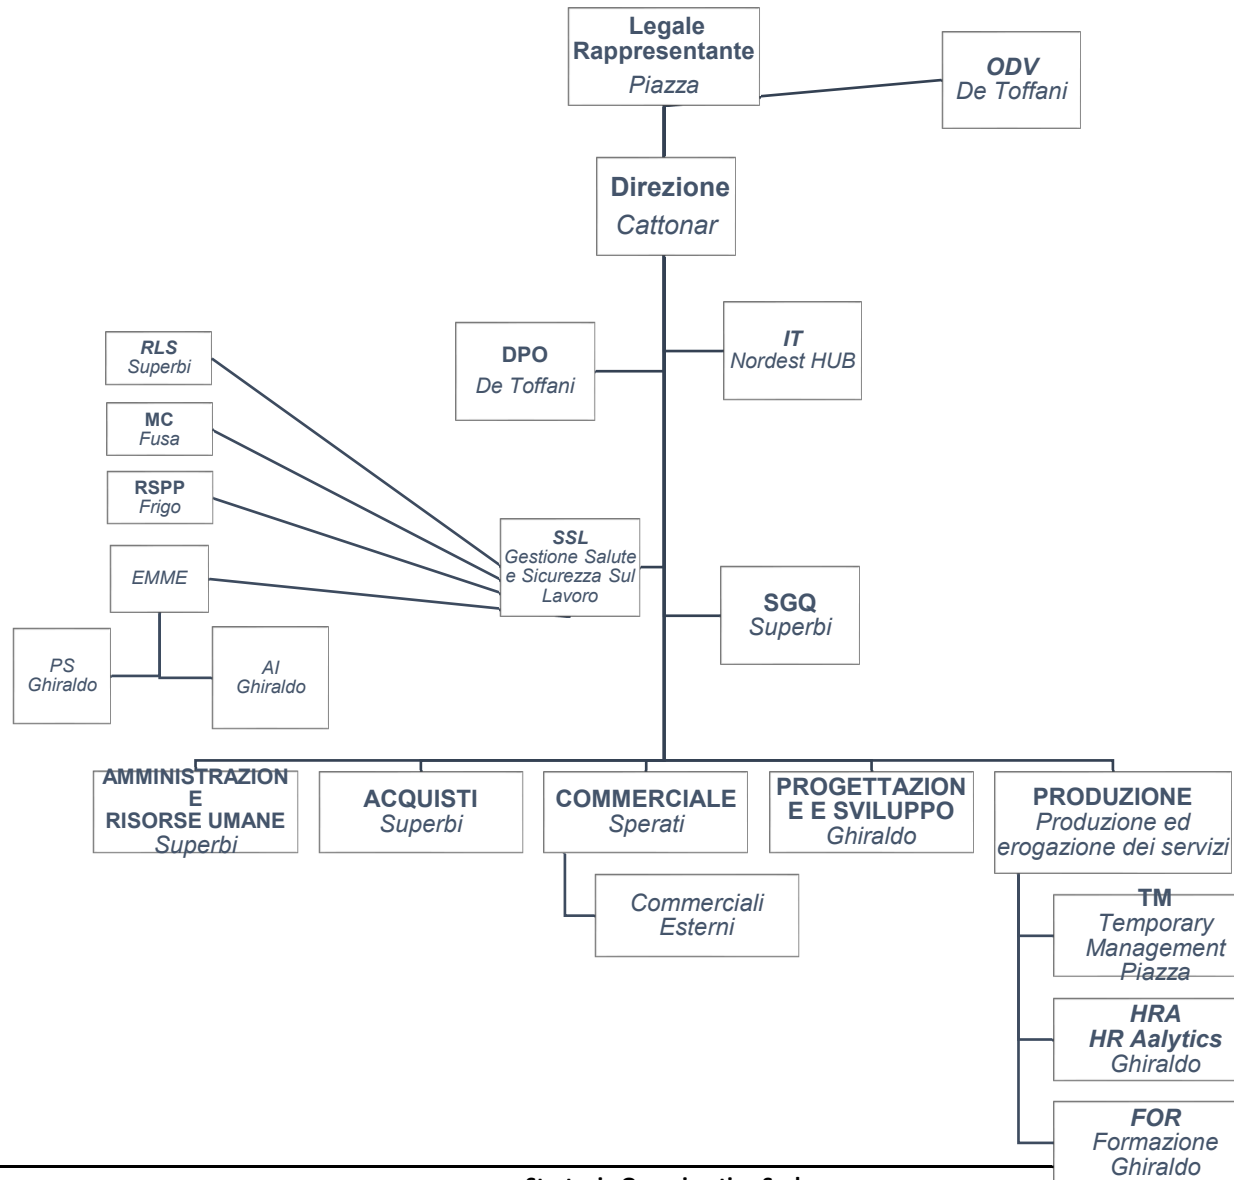 Legale
Rappresentante
Piazza
ODV
De Toffani
Direzione
Cattonar
IT
Nordest HUB
DPO
De Toffani
RLS
Superbi
MC
Fusa
RSPP
Frigo
EMME
SSL
Gestione Salute
e Sicurezza Sul
Lavoro
SGQ
Superbi
PS
Ghiraldo
AI
Ghiraldo
AMMINISTRAZION
E
RISORSE UMANE
Superbi
ACQUISTI
Superbi
COMMERCIALE
Sperati
PROGETTAZION
E E SVILUPPO
Ghiraldo
PRODUZIONE
Produzione ed
erogazione dei servizi
Commerciali
Esterni
TM
Temporary
Management
Piazza
HRA
HR Aalytics
Ghiraldo
FOR
Formazione
Ghiraldo